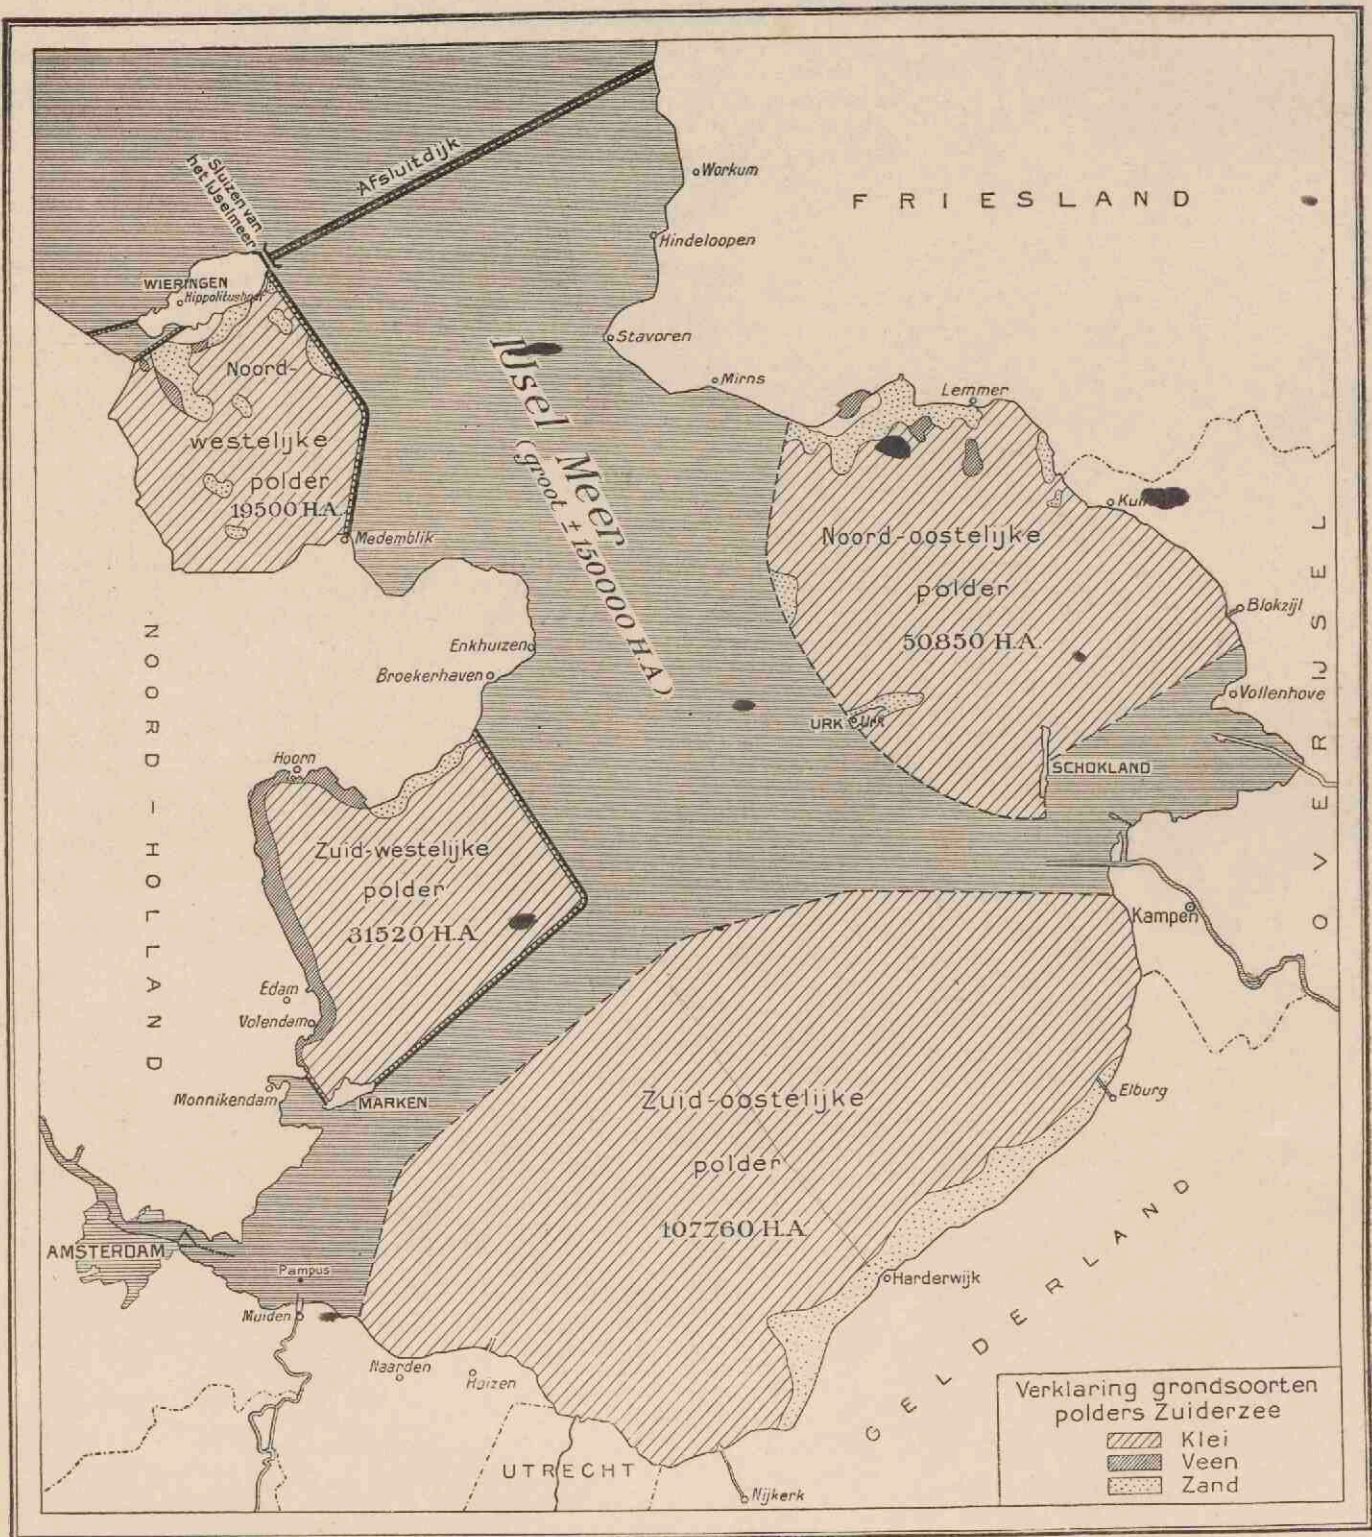 Afsluitdijk
Sluizen van
het IJselmeer
Workum
FRIESLAND
Hindeloopen
WIERINGEN
Hippolitushoef
Stavoren
Mirns
Lemmer
IJsel Meer
(groot ± 150000 H.A)
Noord-
westelijke
polder
19500 H.A.
Medemblik
Noord-oostelijke
polder
50850 H.A.
Blokzijl
Vollenhove
OVERIJSSEL
URK
Urk
SCHOKLAND
NOORD-HOLLAND
Enkhuizen
Broekerhaven
Hoorn
Zuid-westelijke
polder
31520 H.A.
Kampen
Edam
Volendam
Monnikendam
MARKEN
Zuid-oostelijke
polder
107760 H.A.
Elburg
AMSTERDAM
Pampus
Muiden
Harderwijk
GELDERLAND
Naarden
Huizen
UTRECHT
Nijkerk
Verklaring grondsoorten
polders Zuiderzee
Klei
Veen
Zand